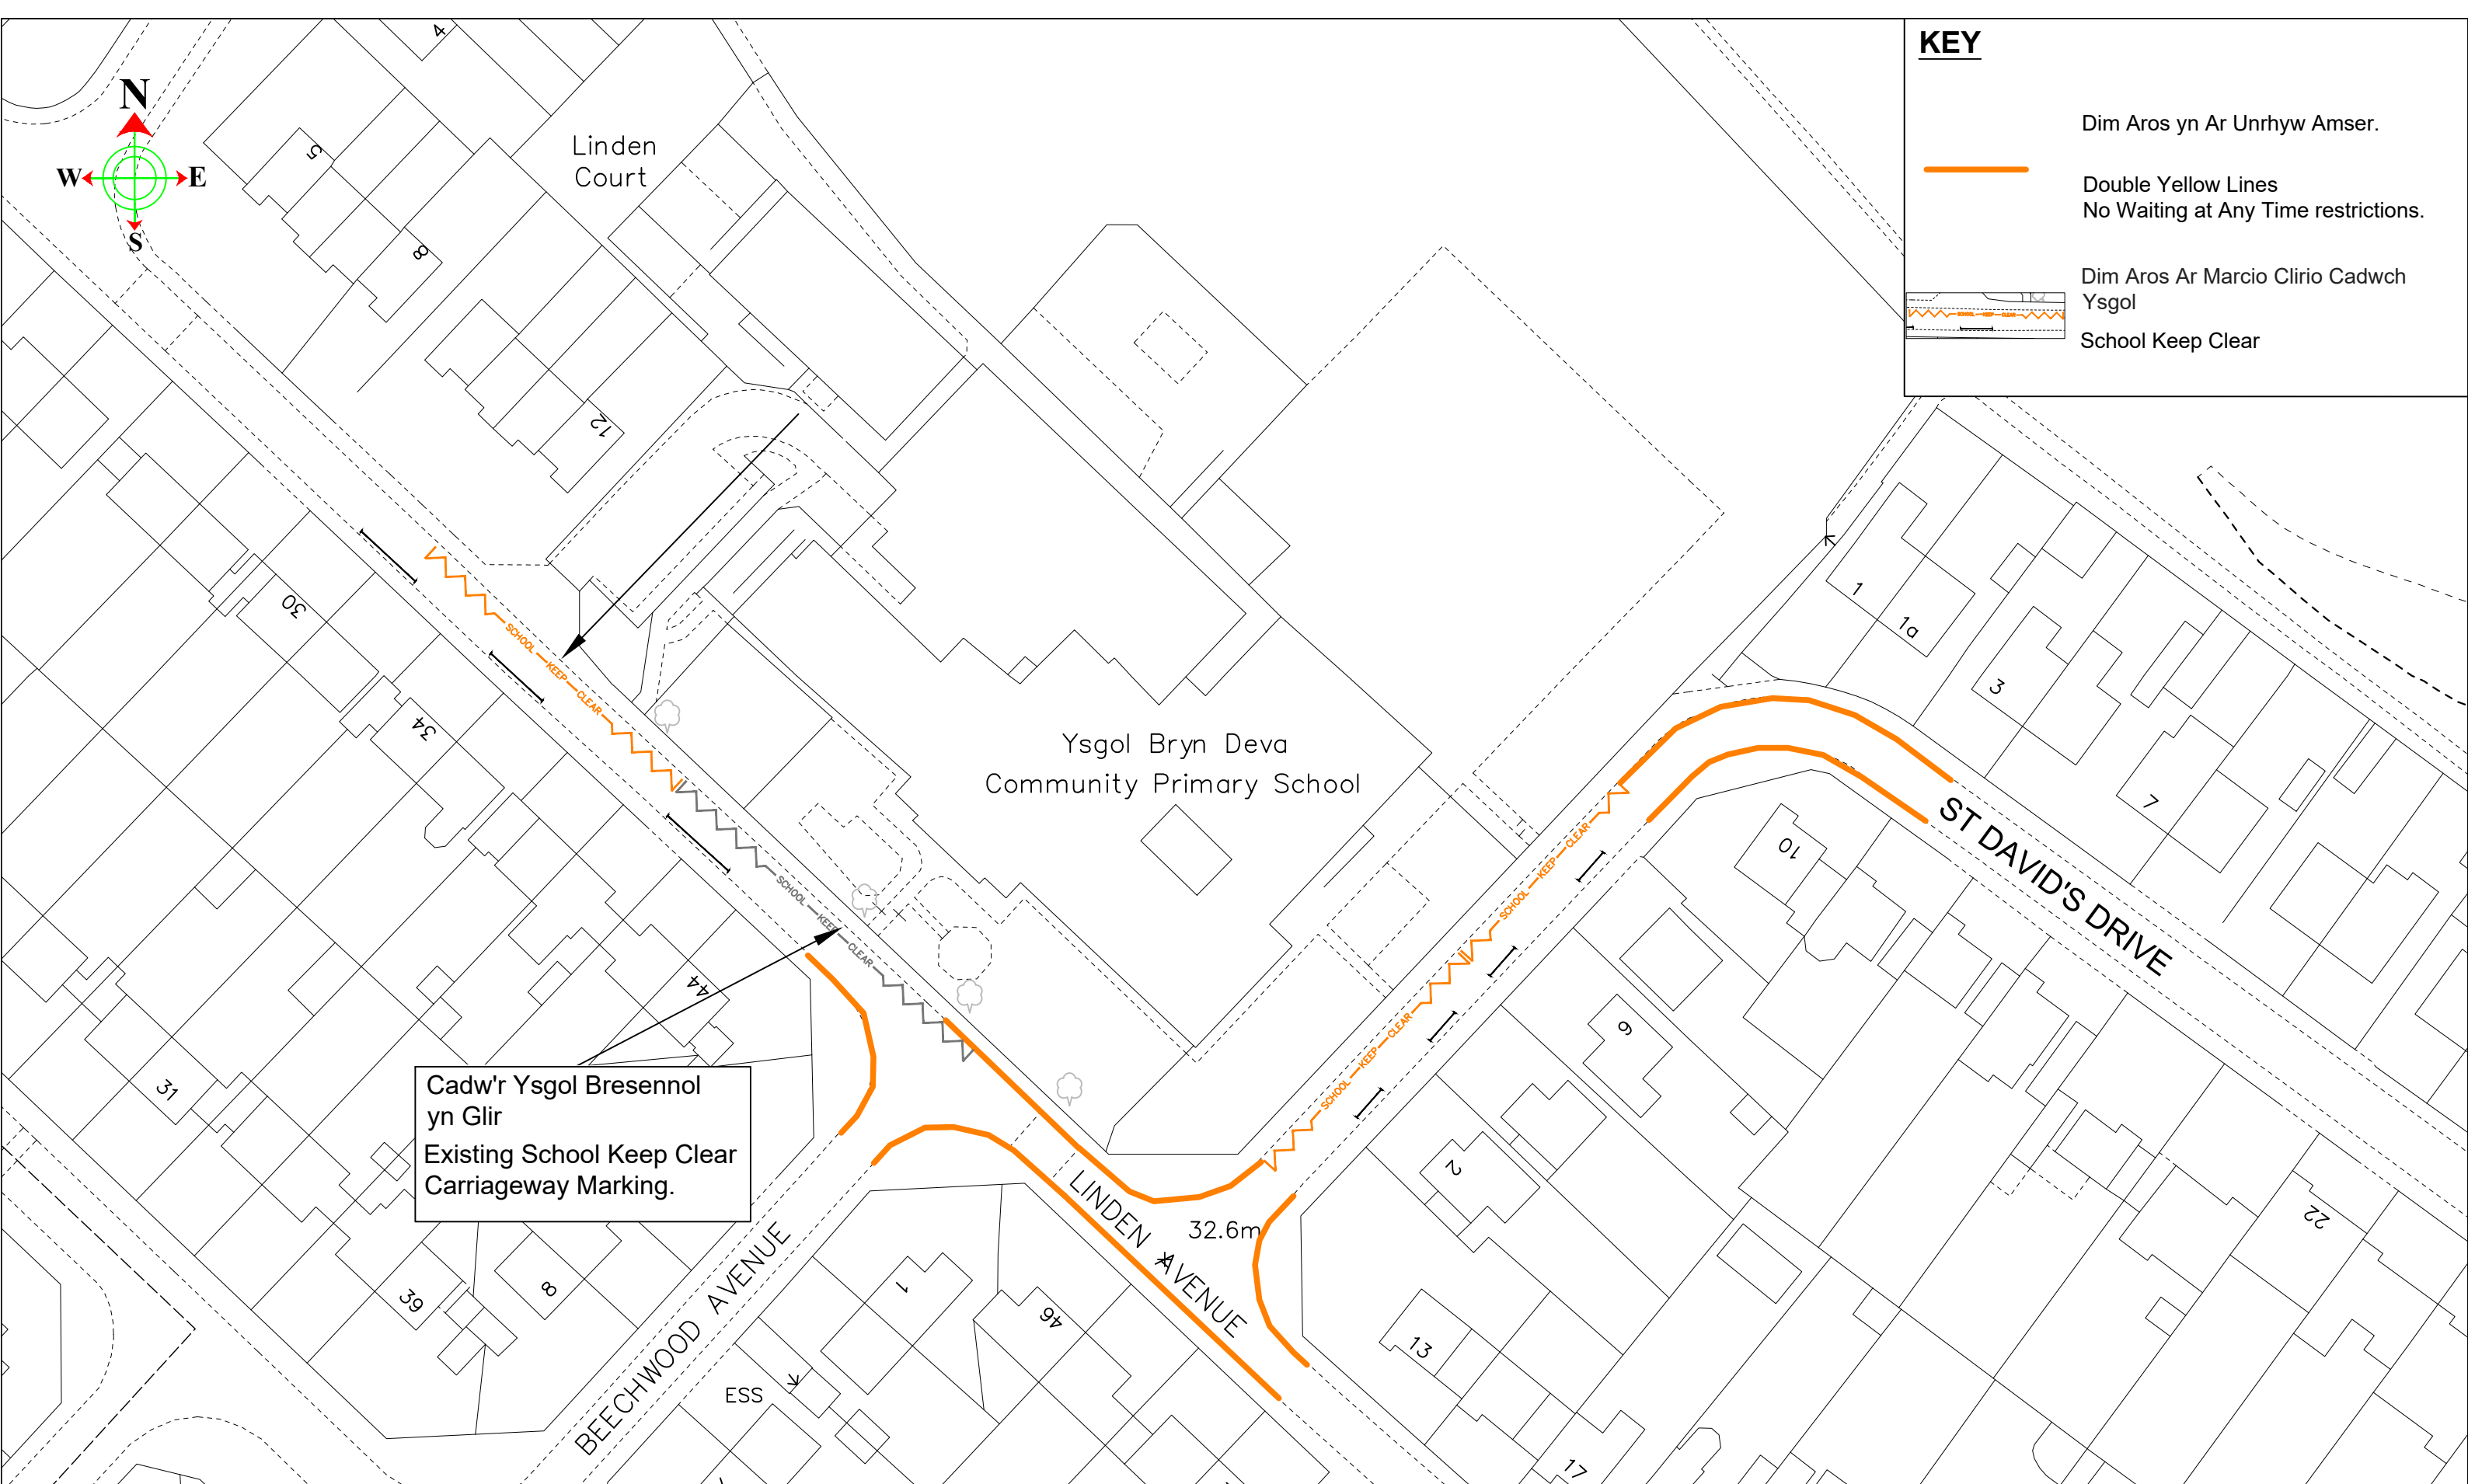 KEY
Dim Aros yn Ar Unrhyw Amser.
Double Yellow Lines
No Waiting at Any Time restrictions.
Dim Aros Ar Marcio Clirio Cadwch
Ysgol
School Keep Clear
SCHOOL KEEP CLEAR
N
W
E
S
4
5
8
12
Linden
Court
30
34
44
31
39
8
SCHOOL KEEP CLEAR
SCHOOL KEEP CLEAR
Ysgol Bryn Deva
Community Primary School
SCHOOL KEEP CLEAR
SCHOOL KEEP CLEAR
1
1a
3
7
10
ST DAVID'S DRIVE
6
2
22
13
17
Cadw'r Ysgol Bresennol
yn Glir
Existing School Keep Clear
Carriageway Marking.
BEECHWOOD AVENUE
LINDEN AVENUE
32.6m
1
46
ESS